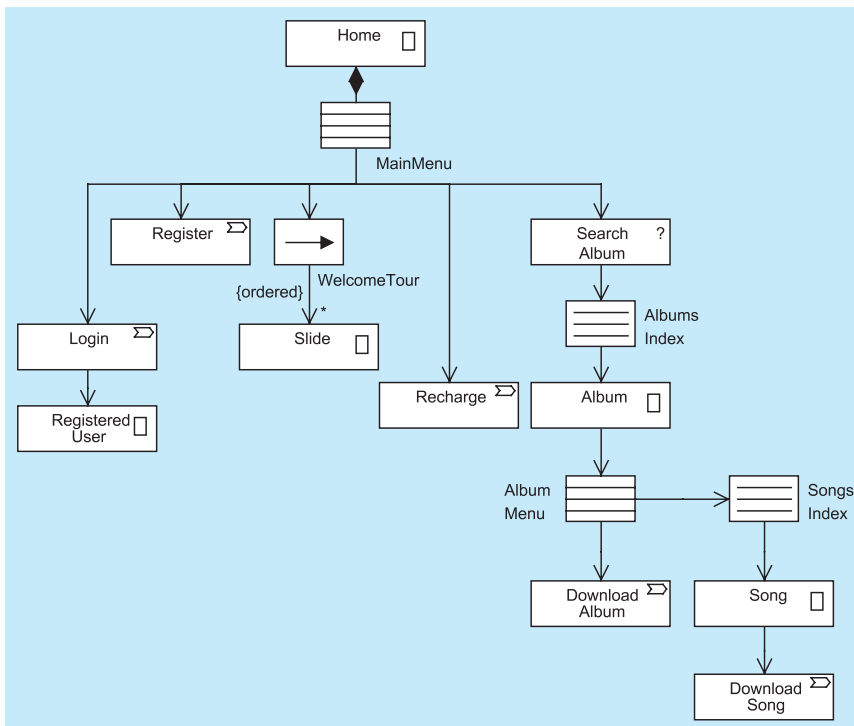 Home
MainMenu
Register
Search ?
Album
WelcomeTour
{ordered}
*
Login
Slide
Albums
Index
Recharge
Album
Registered
User
Album
Menu
Songs
Index
Download
Album
Song
Download
Song